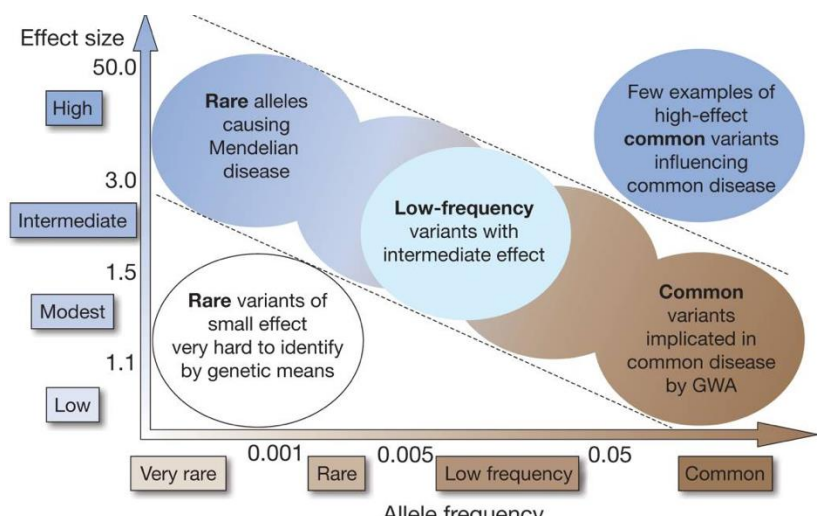 Effect size
50.0
High
3.0
Intermediate
1.5
Modest
1.1
Low
Rare alleles
causing
Mendelian
disease
Few examples of
high-effect
common variants
influencing
common disease
Low-frequency
variants with
intermediate effect
Rare variants of
small effect
very hard to identify
by genetic means
Common
variants
implicated in
common disease
by GWA
0.001
0.005
0.05
Very rare
Rare
Low frequency
Common
Allele frequency